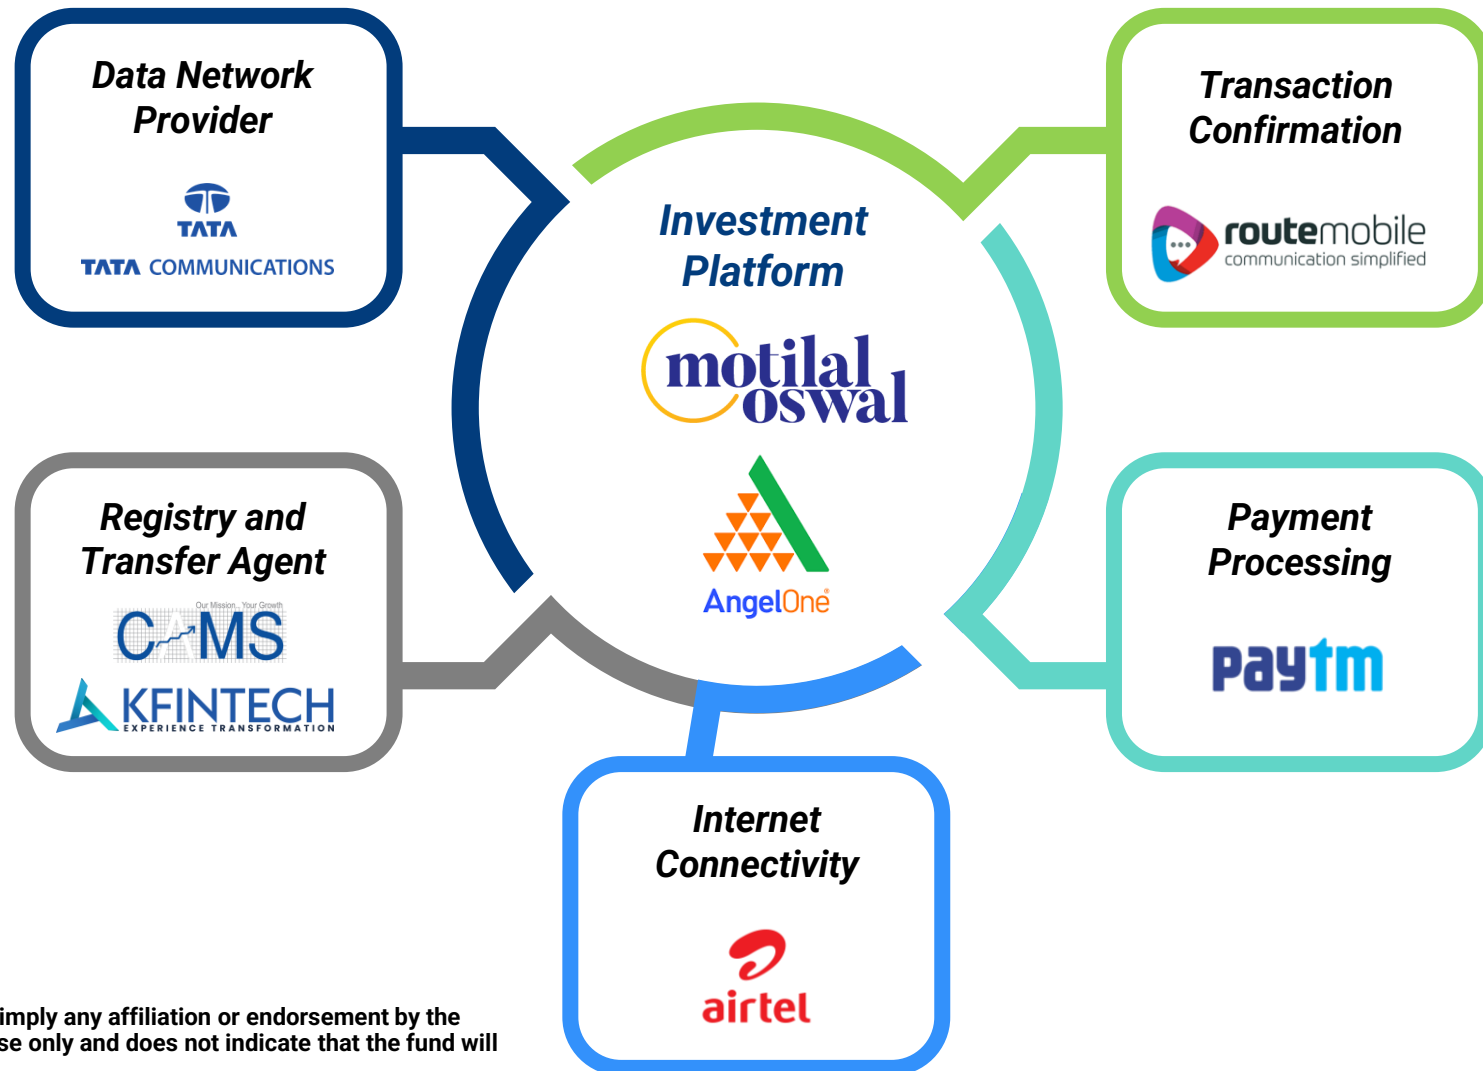 Data Network
Provider
TATA
TATA COMMUNICATIONS
Transaction
Confirmation
routemobile
communication simplified
Investment
Platform
motilal
oswal
AngelOne®
Registry and
Transfer Agent
Our Mission.. Your Growth
CAMS
KFINTECH
EXPERIENCE TRANSFORMATION
Payment
Processing
paytm
Internet
Connectivity
airtel
imply any affiliation or endorsement by the
se only and does not indicate that the fund will